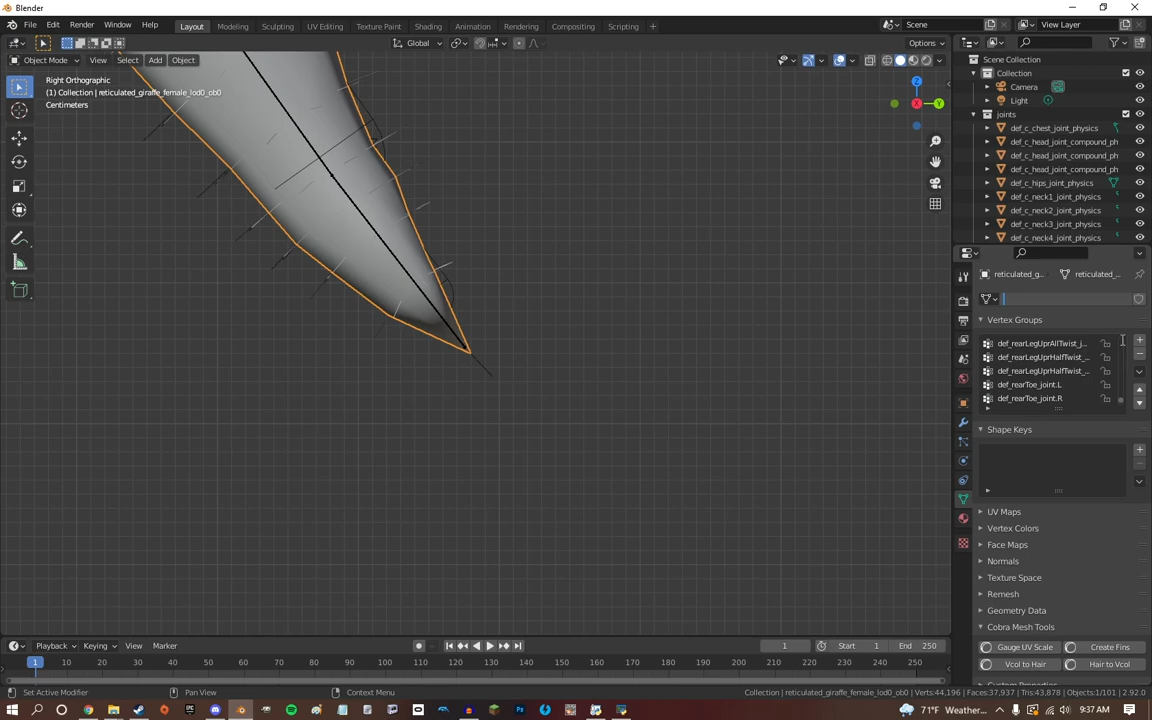 Blender
File Edit Render Window Help Layout Modeling Sculpting UV Editing Texture Paint Shading Animation Rendering Compositing Scripting + Scene View Layer
Global Options
Object Mode View Select Add Object
Right Orthographic
(1) Collection | reticulated_giraffe_female_lod0_ob0
Centimeters
Z
Y
X
Scene Collection
Collection
Camera
Light
joints
def_c_chest_joint_physics
def_c_head_joint_compound_ph
def_c_head_joint_compound_ph
def_c_head_joint_compound_ph
def_c_hips_joint_physics
def_c_neck1_joint_physics
def_c_neck2_joint_physics
def_c_neck3_joint_physics
def_c_neck4_joint_physics
reticulated_g... reticulated_...
Vertex Groups
def_rearLegUprAllTwist_j...
def_rearLegUprHalfTwist_...
def_rearLegUprHalfTwist_...
def_rearToe_joint.L
def_rearToe_joint.R
Shape Keys
UV Maps
Vertex Colors
Face Maps
Normals
Texture Space
Remesh
Geometry Data
Cobra Mesh Tools
Gauge UV Scale Create Fins
Vcol to Hair Hair to Vcol
Playback Keying View Marker 1 Start 1 End 250
1 10 20 30 40 50 60 70 80 90 100 110 120 130 140 150 160 170 180 190 200 210 220 230 240 250
Set Active Modifier Pan View Context Menu Collection | reticulated_giraffe_female_lod0_ob0 | Verts:44,196 | Faces:37,937 | Tris:43,878 | Objects:1/101 | 2.92.0
71°F Weather... 9:37 AM